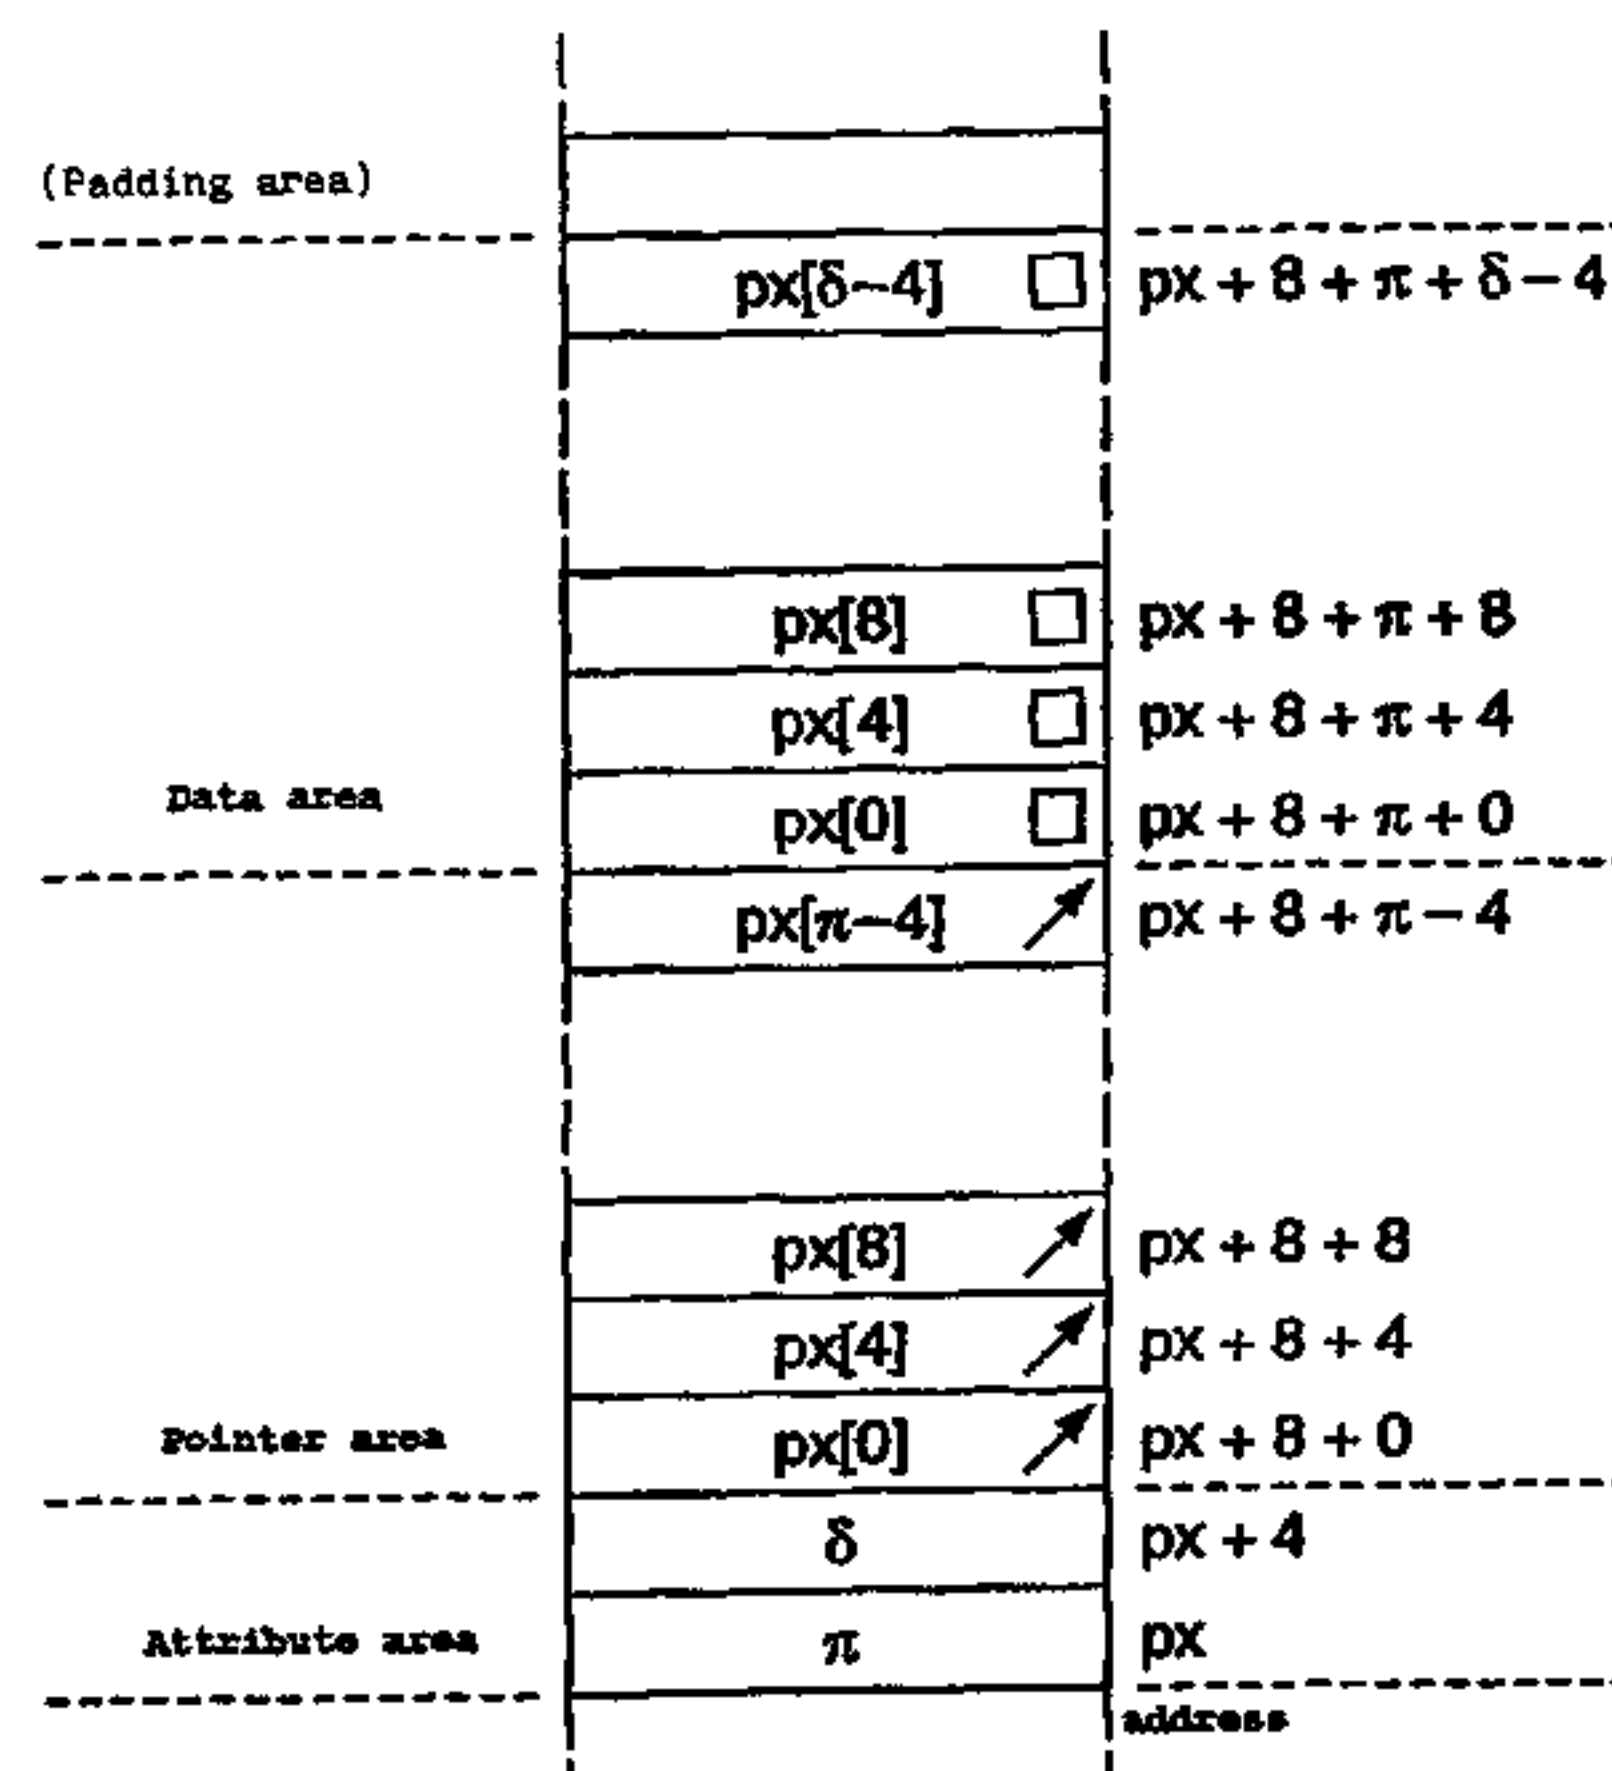 (Padding area)
px[δ−4] px + 8 + π + δ − 4
px[8] px + 8 + π + 8
px[4] px + 8 + π + 4
Data area px[0] px + 8 + π + 0
px[π−4] px + 8 + π − 4
px[8] px + 8 + 8
px[4] px + 8 + 4
Pointer area px[0] px + 8 + 0
δ px + 4
Attribute area π px
address